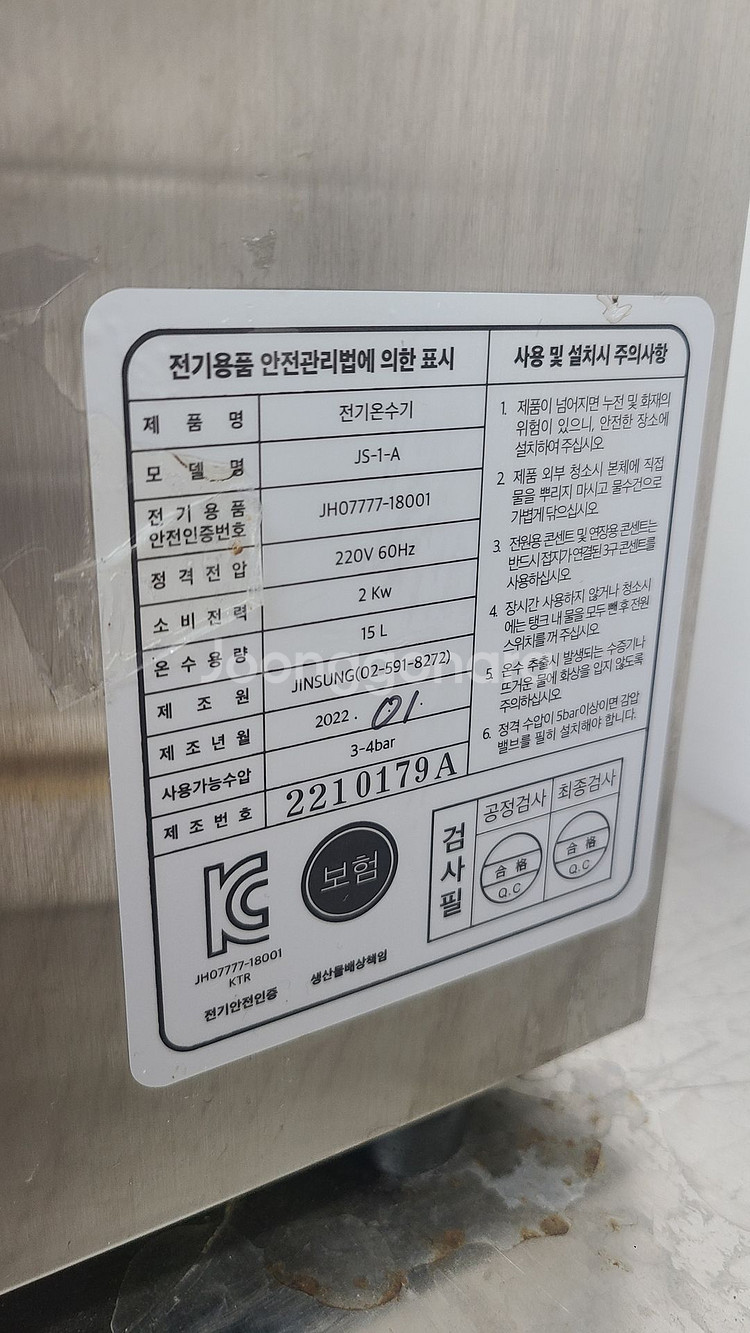 전기용품 안전관리법에 의한 표시
제품명 전기온수기
모델명 JS-1-A
전기용품
안전인증번호 JH07777-18001
정격전압 220V 60Hz
소비전력 2 Kw
온수용량 15 L
제조원 JiNSUNG(02-591-8272)
제조년월 2022. 01.
사용가능수압 3-4bar
제조번호 2210179A
사용 및 설치시 주의사항
1. 제품이 넘어지면 누전 및 화재의
위험이 있으니, 안전한 장소에
설치하여 주십시오
2 제품 외부 청소시 본체에 직접
물을 뿌리지 마시고 물수건으로
가볍게 닦으십시오
3. 전원용 콘센트 및 연장용 콘센트는
반드시 접지가 연결된 3구 콘센트를
사용하십시오
4. 장시간 사용하지 않거나 청소시
에는 탱크 내 물을 모두 뺀 후 전원
스위치를 꺼 주십시오
5. 온수 추출시 발생되는 수증기나
뜨거운 물에 화상을 입지 않도록
주의하십시오
6. 정격 수압이 5bar이상이면 감압
밸브를 필히 설치해야 합니다.
JH07777-18001
KTR
전기안전인증
보험
생산물배상책임
검사필
공정검사 최종검사
合格 合格
Q.C Q.C
Joonggonara